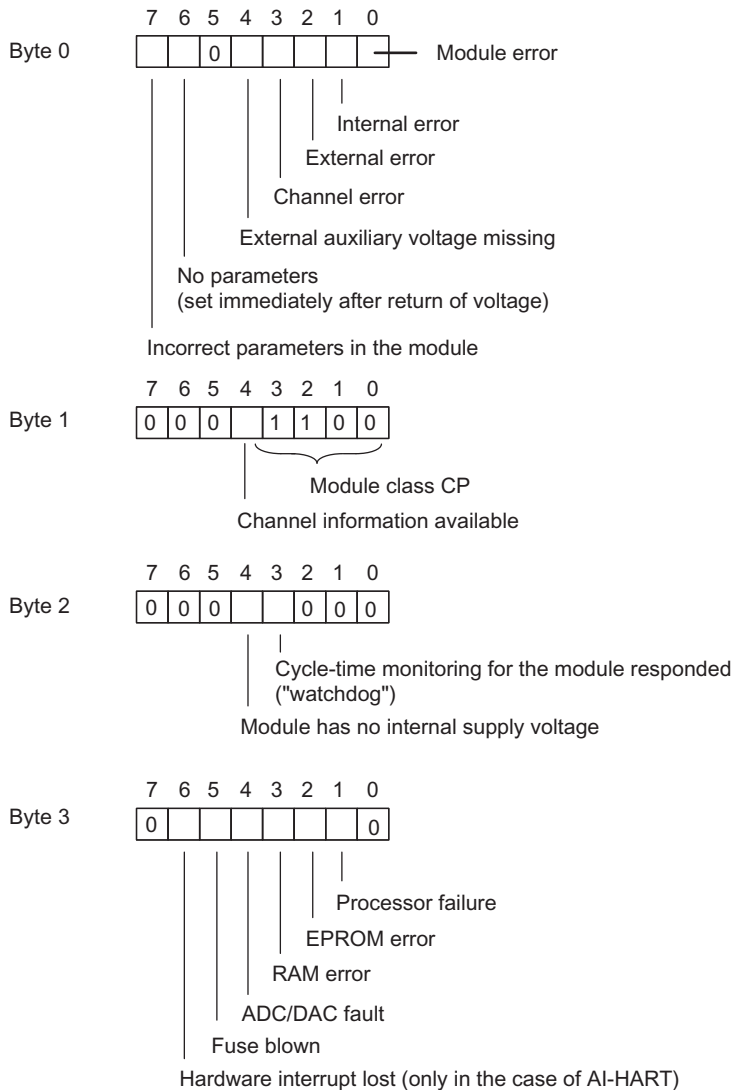 7 6 5 4 3 2 1 0
Byte 0
0
Module error
Internal error
External error
Channel error
External auxiliary voltage missing
No parameters
(set immediately after return of voltage)
Incorrect parameters in the module
7 6 5 4 3 2 1 0
Byte 1
0 0 0 1 1 0 0
Module class CP
Channel information available
7 6 5 4 3 2 1 0
Byte 2
0 0 0 0 0 0
Cycle-time monitoring for the module responded
("watchdog")
Module has no internal supply voltage
7 6 5 4 3 2 1 0
Byte 3
0 0
Processor failure
EPROM error
RAM error
ADC/DAC fault
Fuse blown
Hardware interrupt lost (only in the case of AI-HART)